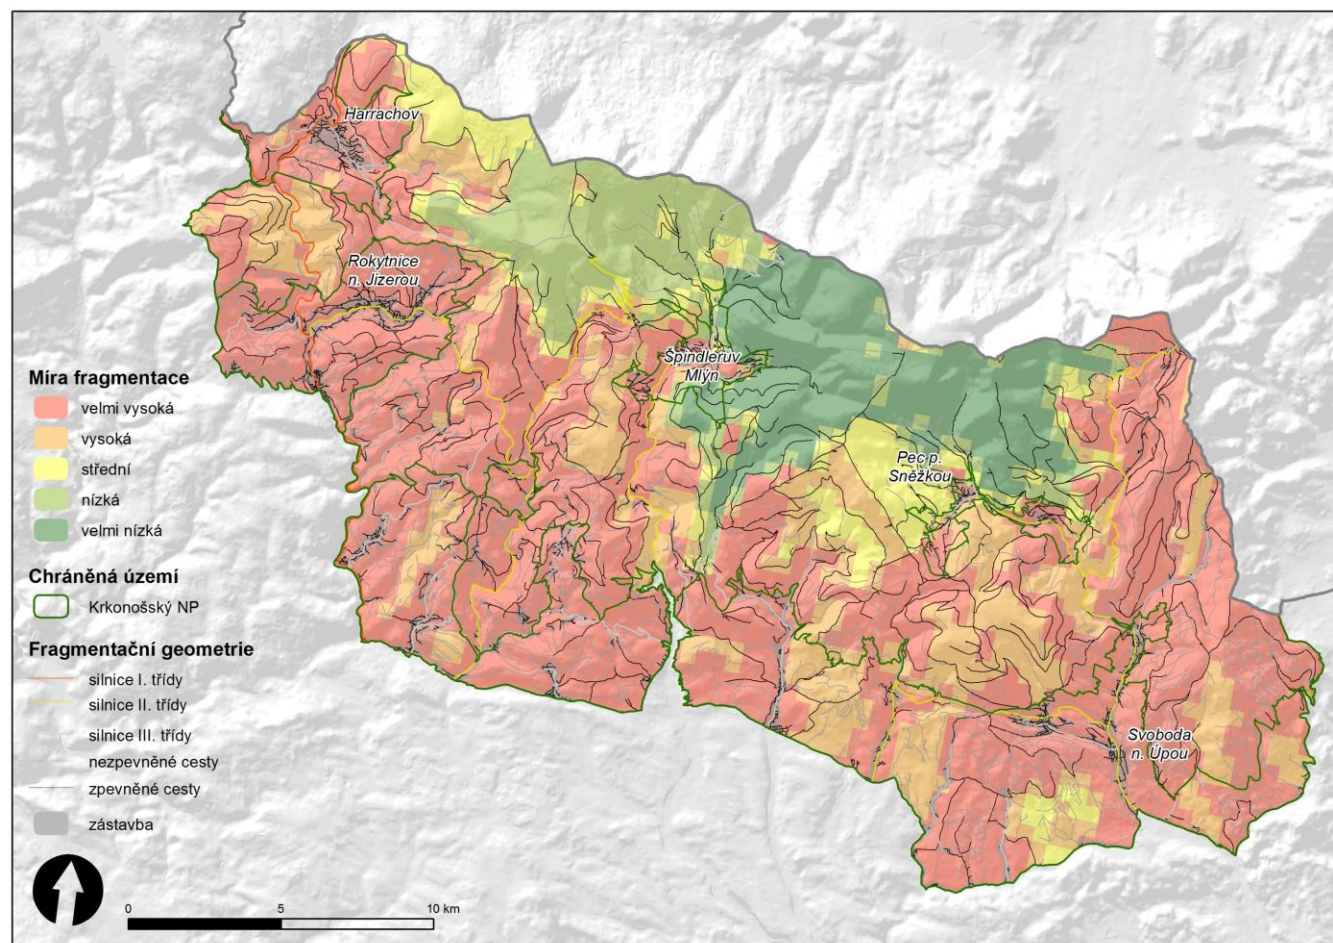 Harrachov
Rokytnice
n. Jizerou
Špindlerův
Mlýn
Pec p.
Sněžkou
Svoboda
n. Úpou
Míra fragmentace
velmi vysoká
vysoká
střední
nízká
velmi nízká
Chráněná území
Krkonošský NP
Fragmentační geometrie
silnice I. třídy
silnice II. třídy
silnice III. třídy
nezpevněné cesty
zpevněné cesty
zástavba
0 5 10 km